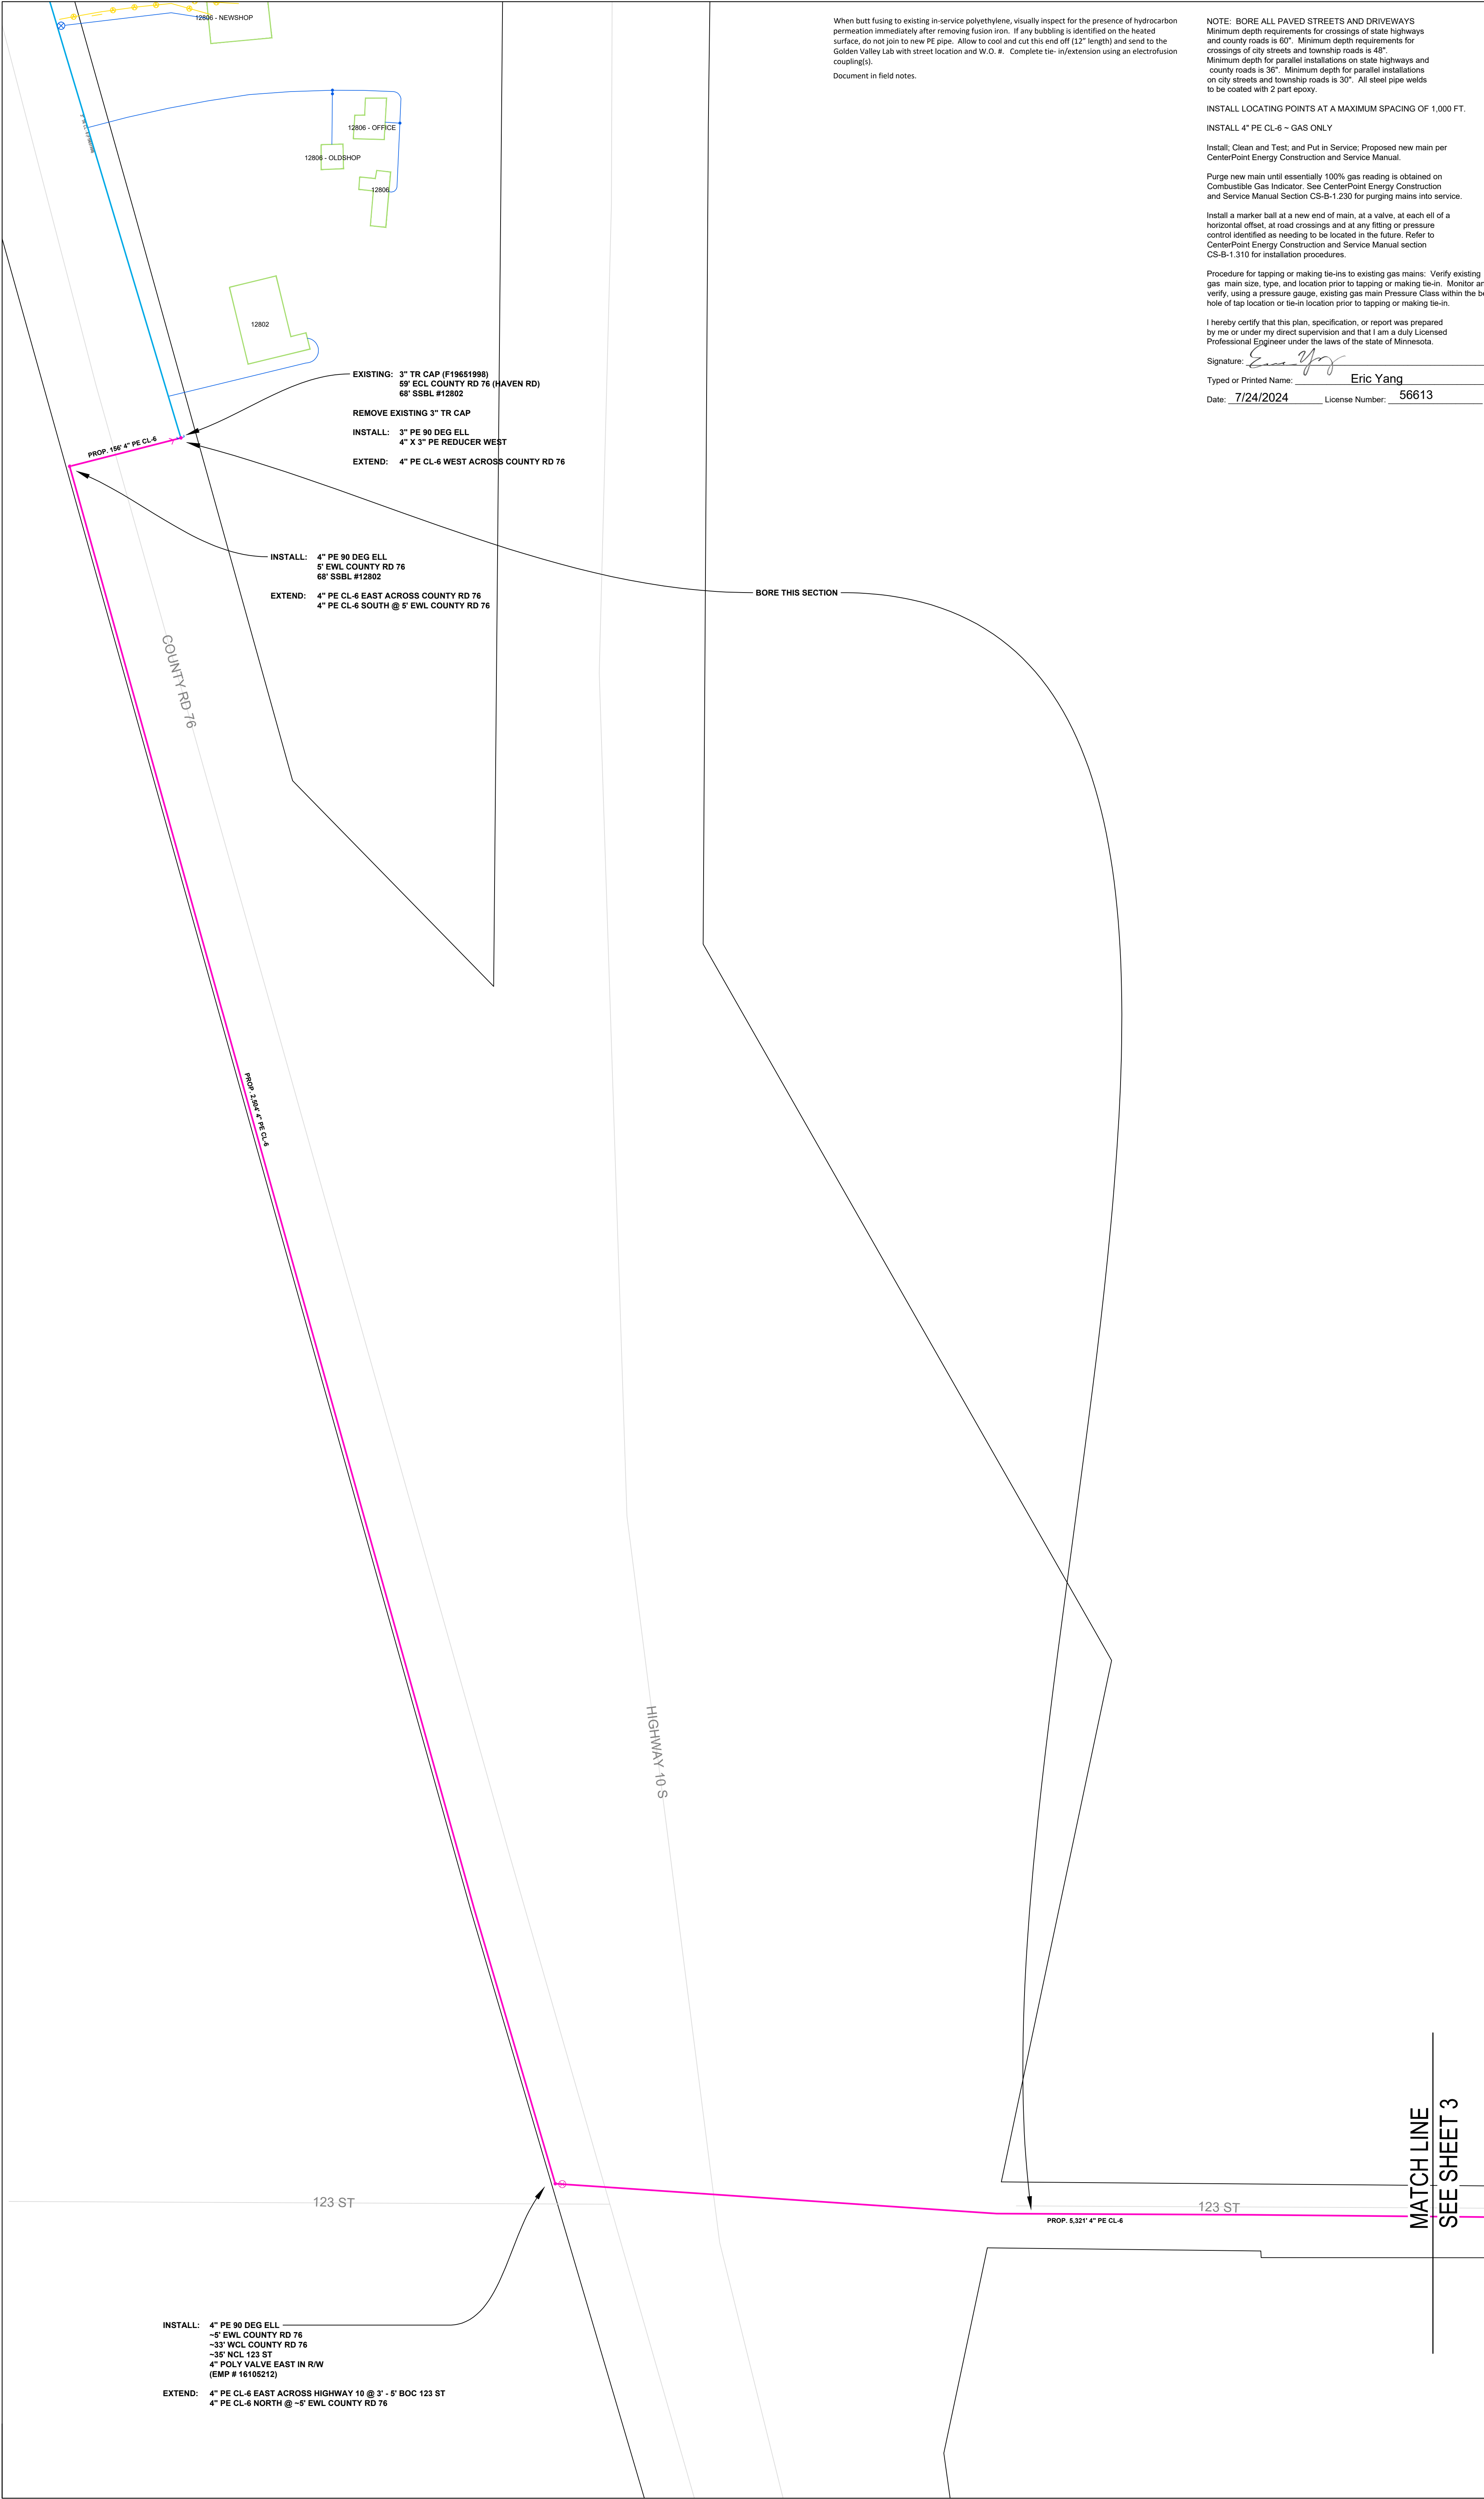 When butt fusing to existing in-service polyethylene, visually inspect for the presence of hydrocarbon
permeation immediately after removing fusion iron. If any bubbling is identified on the heated
surface, do not join to new PE pipe. Allow to cool and cut this end off (12" length) and send to the
Golden Valley Lab with street location and W.O. #. Complete tie- in/extension using an electrofusion
coupling(s).
Document in field notes.
NOTE: BORE ALL PAVED STREETS AND DRIVEWAYS
Minimum depth requirements for crossings of state highways
and county roads is 60". Minimum depth requirements for
crossings of city streets and township roads is 48".
Minimum depth for parallel installations on state highways and
county roads is 36". Minimum depth for parallel installations
on city streets and township roads is 30". All steel pipe welds
to be coated with 2 part epoxy.
INSTALL LOCATING POINTS AT A MAXIMUM SPACING OF 1,000 FT.
INSTALL 4" PE CL-6 ~ GAS ONLY
Install; Clean and Test; and Put in Service; Proposed new main per
CenterPoint Energy Construction and Service Manual.
Purge new main until essentially 100% gas reading is obtained on
Combustible Gas Indicator. See CenterPoint Energy Construction
and Service Manual Section CS-B-1.230 for purging mains into service.
Install a marker ball at a new end of main, at a valve, at each ell of a
horizontal offset, at road crossings and at any fitting or pressure
control identified as needing to be located in the future. Refer to
CenterPoint Energy Construction and Service Manual section
CS-B-1.310 for installation procedures.
Procedure for tapping or making tie-ins to existing gas mains: Verify existing
gas main size, type, and location prior to tapping or making tie-in. Monitor an
verify, using a pressure gauge, existing gas main Pressure Class within the be
hole of tap location or tie-in location prior to tapping or making tie-in.
I hereby certify that this plan, specification, or report was prepared
by me or under my direct supervision and that I am a duly Licensed
Professional Engineer under the laws of the state of Minnesota.
Signature:
Typed or Printed Name: Eric Yang
Date: 7/24/2024 License Number: 56613
12806 - NEWSHOP
12806 - OFFICE
12806 - OLDSHOP
12806
12802
EXISTING: 3" TR CAP (F19651998)
59' ECL COUNTY RD 76 (HAVEN RD)
68' SSBL #12802
REMOVE EXISTING 3" TR CAP
INSTALL: 3" PE 90 DEG ELL
4" X 3" PE REDUCER WEST
EXTEND: 4" PE CL-6 WEST ACROSS COUNTY RD 76
PROP. 156' 4" PE CL-6
INSTALL: 4" PE 90 DEG ELL
5' EWL COUNTY RD 76
68' SSBL #12802
EXTEND: 4" PE CL-6 EAST ACROSS COUNTY RD 76
4" PE CL-6 SOUTH @ 5' EWL COUNTY RD 76
BORE THIS SECTION
COUNTY RD 76
PROP. 2,504' 4" PE CL-6
HIGHWAY 10 S
123 ST
123 ST
PROP. 5,321' 4" PE CL-6
MATCH LINE
SEE SHEET 3
INSTALL: 4" PE 90 DEG ELL
~5' EWL COUNTY RD 76
~33' WCL COUNTY RD 76
~35' NCL 123 ST
4" POLY VALVE EAST IN R/W
(EMP # 16105212)
EXTEND: 4" PE CL-6 EAST ACROSS HIGHWAY 10 @ 3' - 5' BOC 123 ST
4" PE CL-6 NORTH @ ~5' EWL COUNTY RD 76